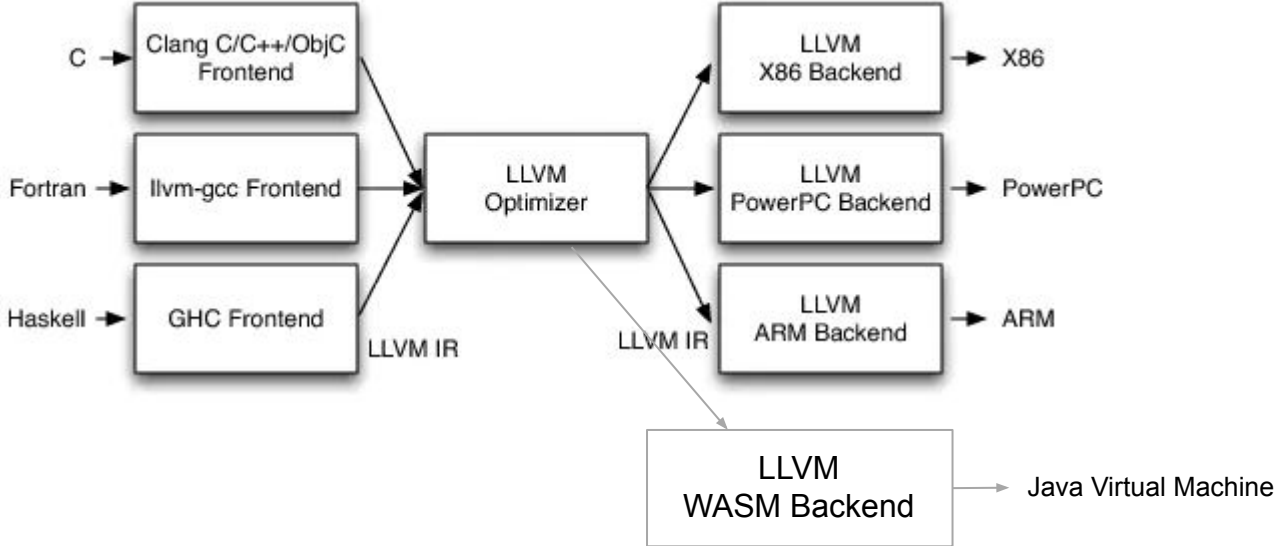 C
Clang C/C++/ObjC
Frontend
LLVM
X86 Backend
X86
Fortran
llvm-gcc Frontend
LLVM
Optimizer
LLVM
PowerPC Backend
PowerPC
Haskell
GHC Frontend
LLVM IR
LLVM IR
LLVM
ARM Backend
ARM
LLVM
WASM Backend
Java Virtual Machine